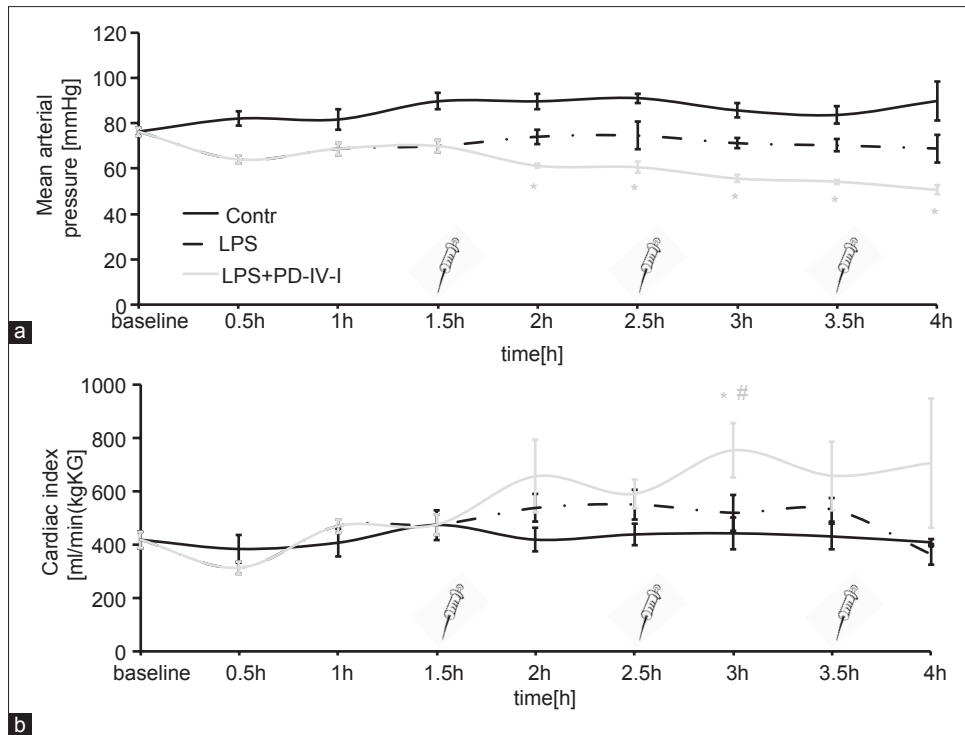 120
100
80
60
40
20
0
Mean arterial
pressure [mmHg]
Contr
LPS
LPS+PD-IV-I
* * * * *
baseline 0.5h 1h 1.5h 2h 2.5h 3h 3.5h 4h
time[h]
a
1000
800
600
400
200
0
Cardiac index
[ml/min(kgKG)
* #
baseline 0.5h 1h 1.5h 2h 2.5h 3h 3.5h 4h
time[h]
b